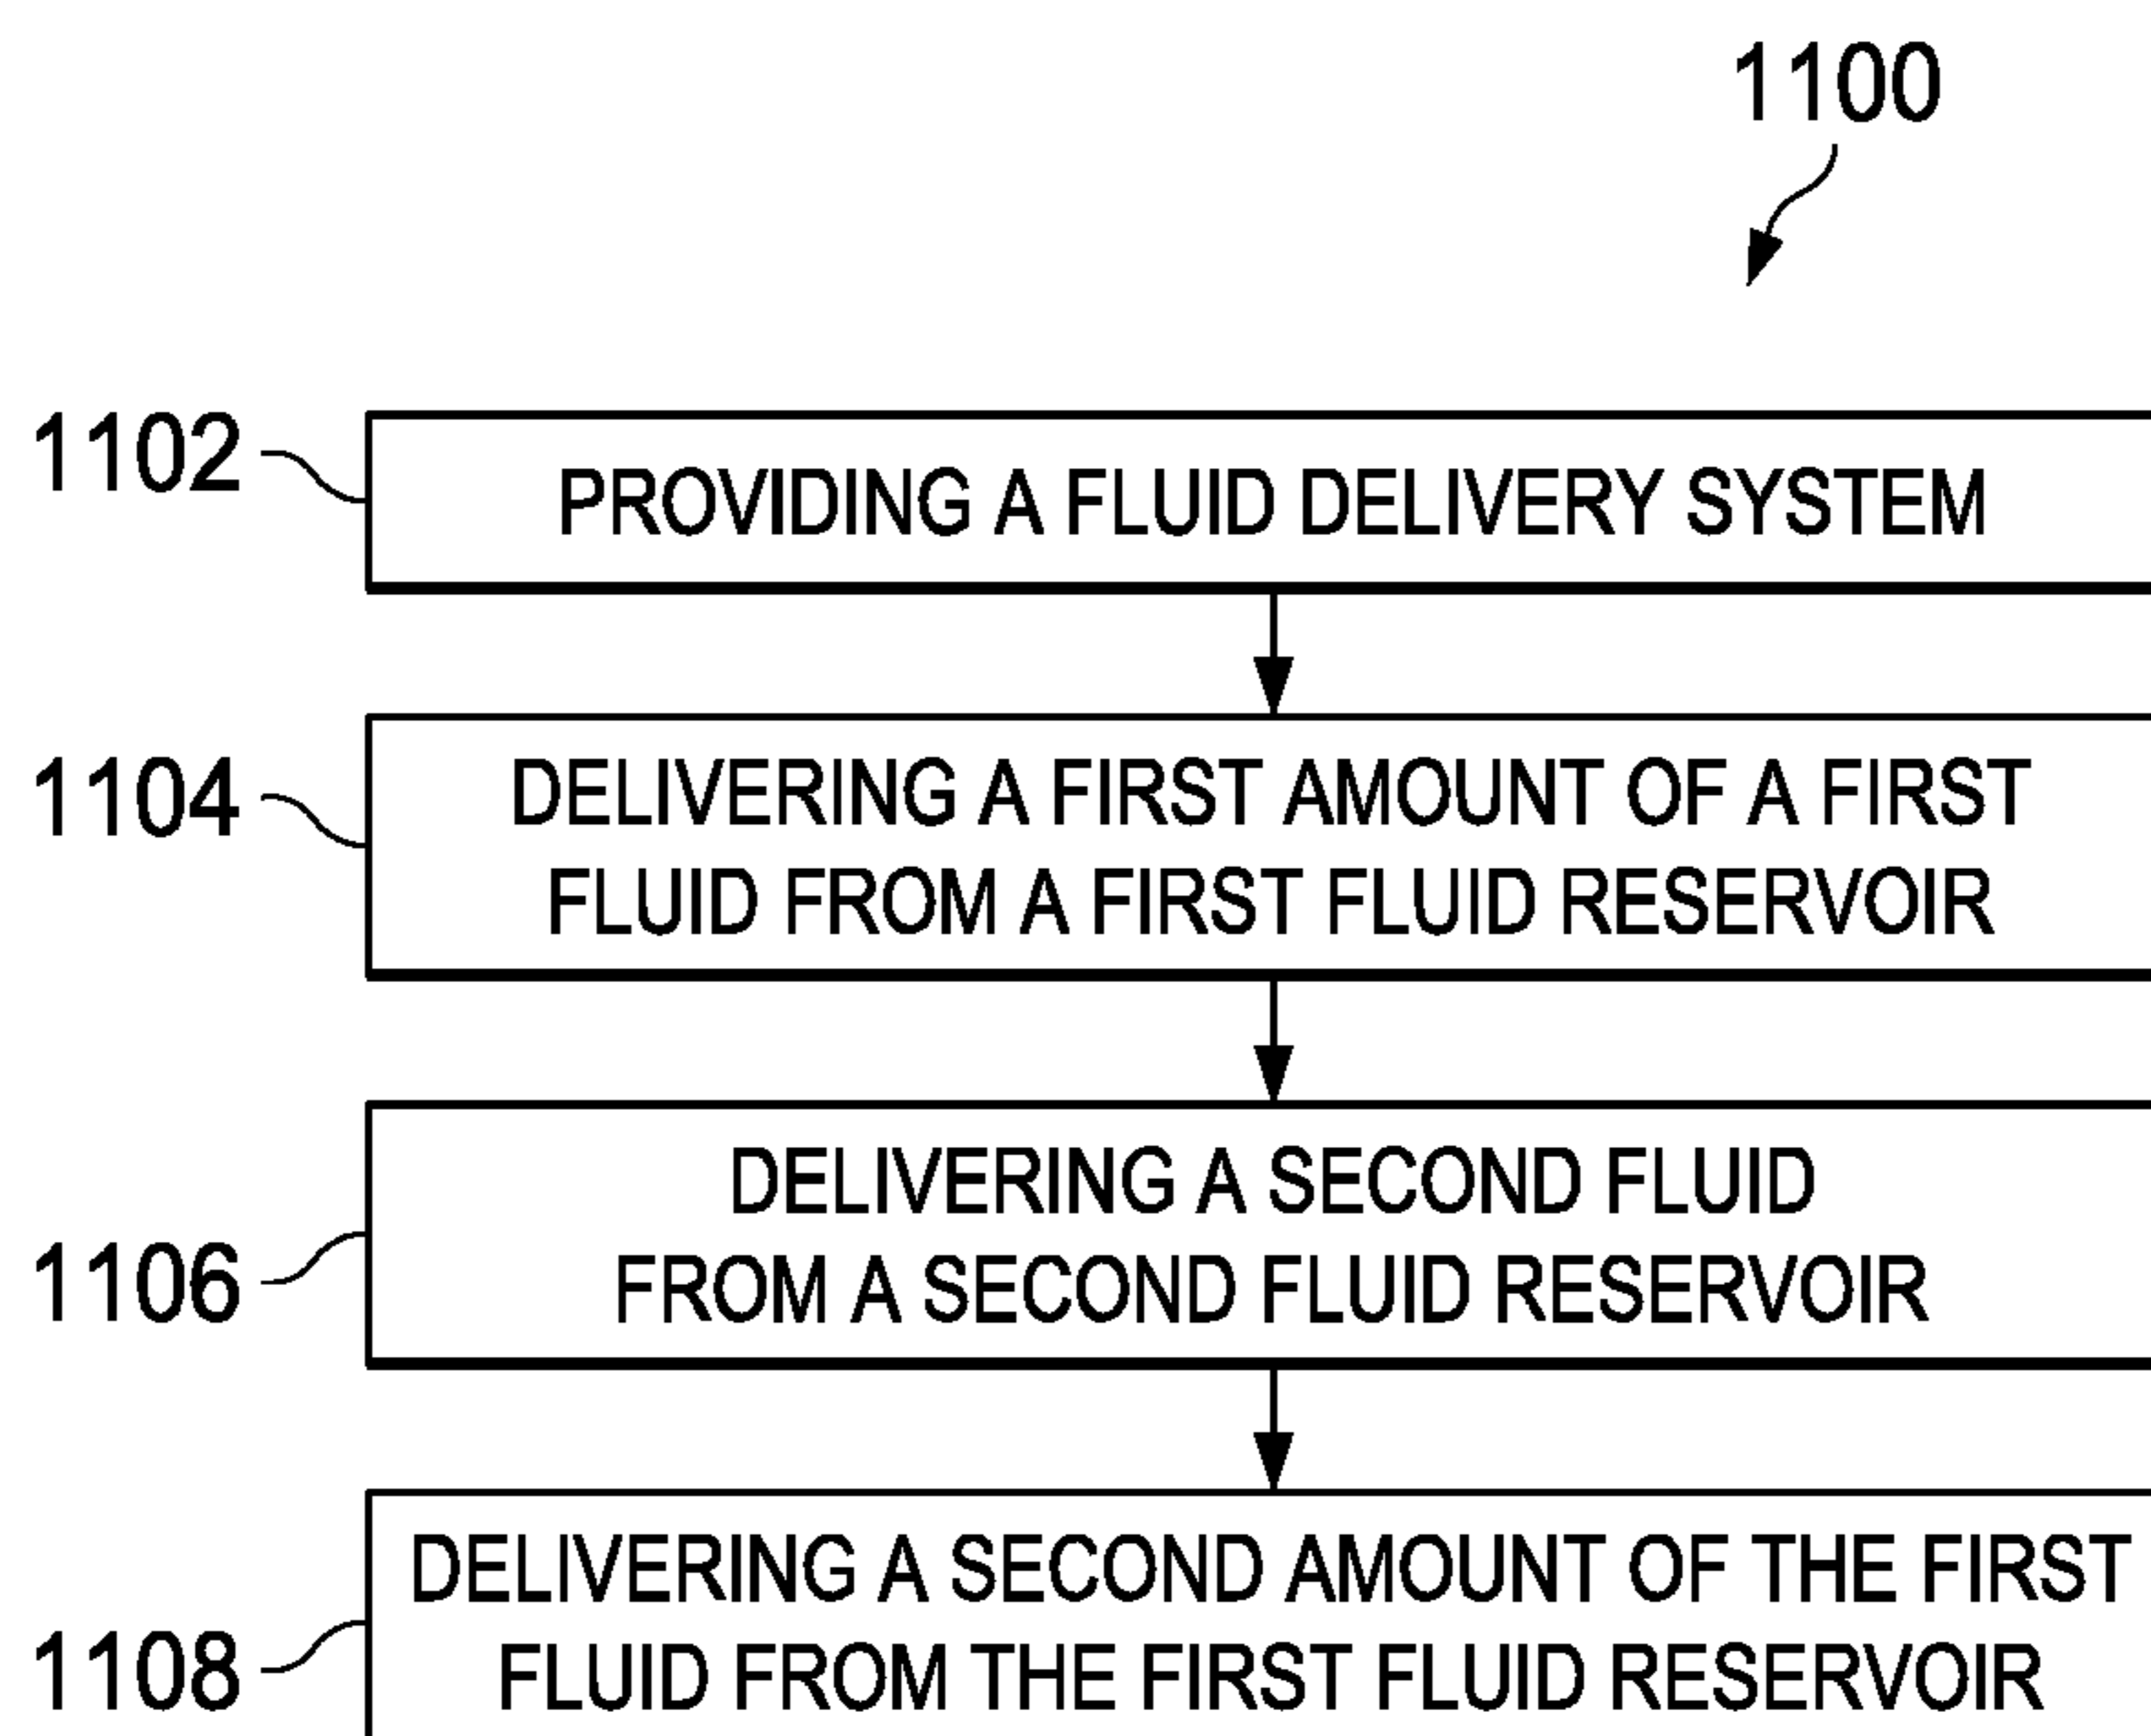 1100
1102
PROVIDING A FLUID DELIVERY SYSTEM
1104
DELIVERING A FIRST AMOUNT OF A FIRST
FLUID FROM A FIRST FLUID RESERVOIR
1106
DELIVERING A SECOND FLUID
FROM A SECOND FLUID RESERVOIR
1108
DELIVERING A SECOND AMOUNT OF THE FIRST
FLUID FROM THE FIRST FLUID RESERVOIR